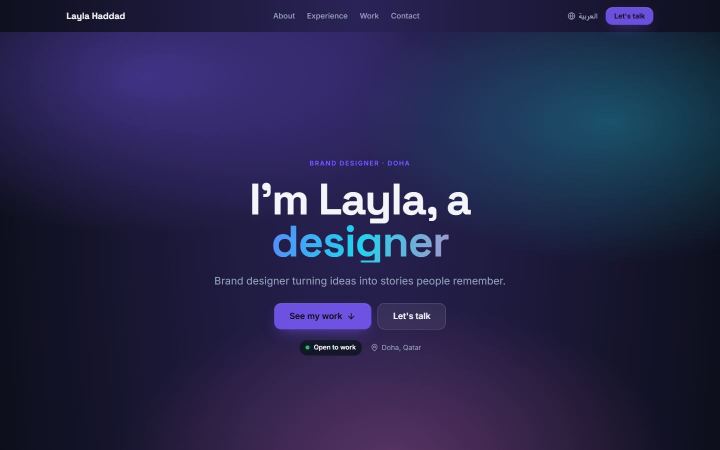 Layla Haddad
About Experience Work Contact
العربية
Let's talk
BRAND DESIGNER · DOHA
I'm Layla, a
designer
Brand designer turning ideas into stories people remember.
See my work ↓
Let's talk
Open to work
Doha, Qatar